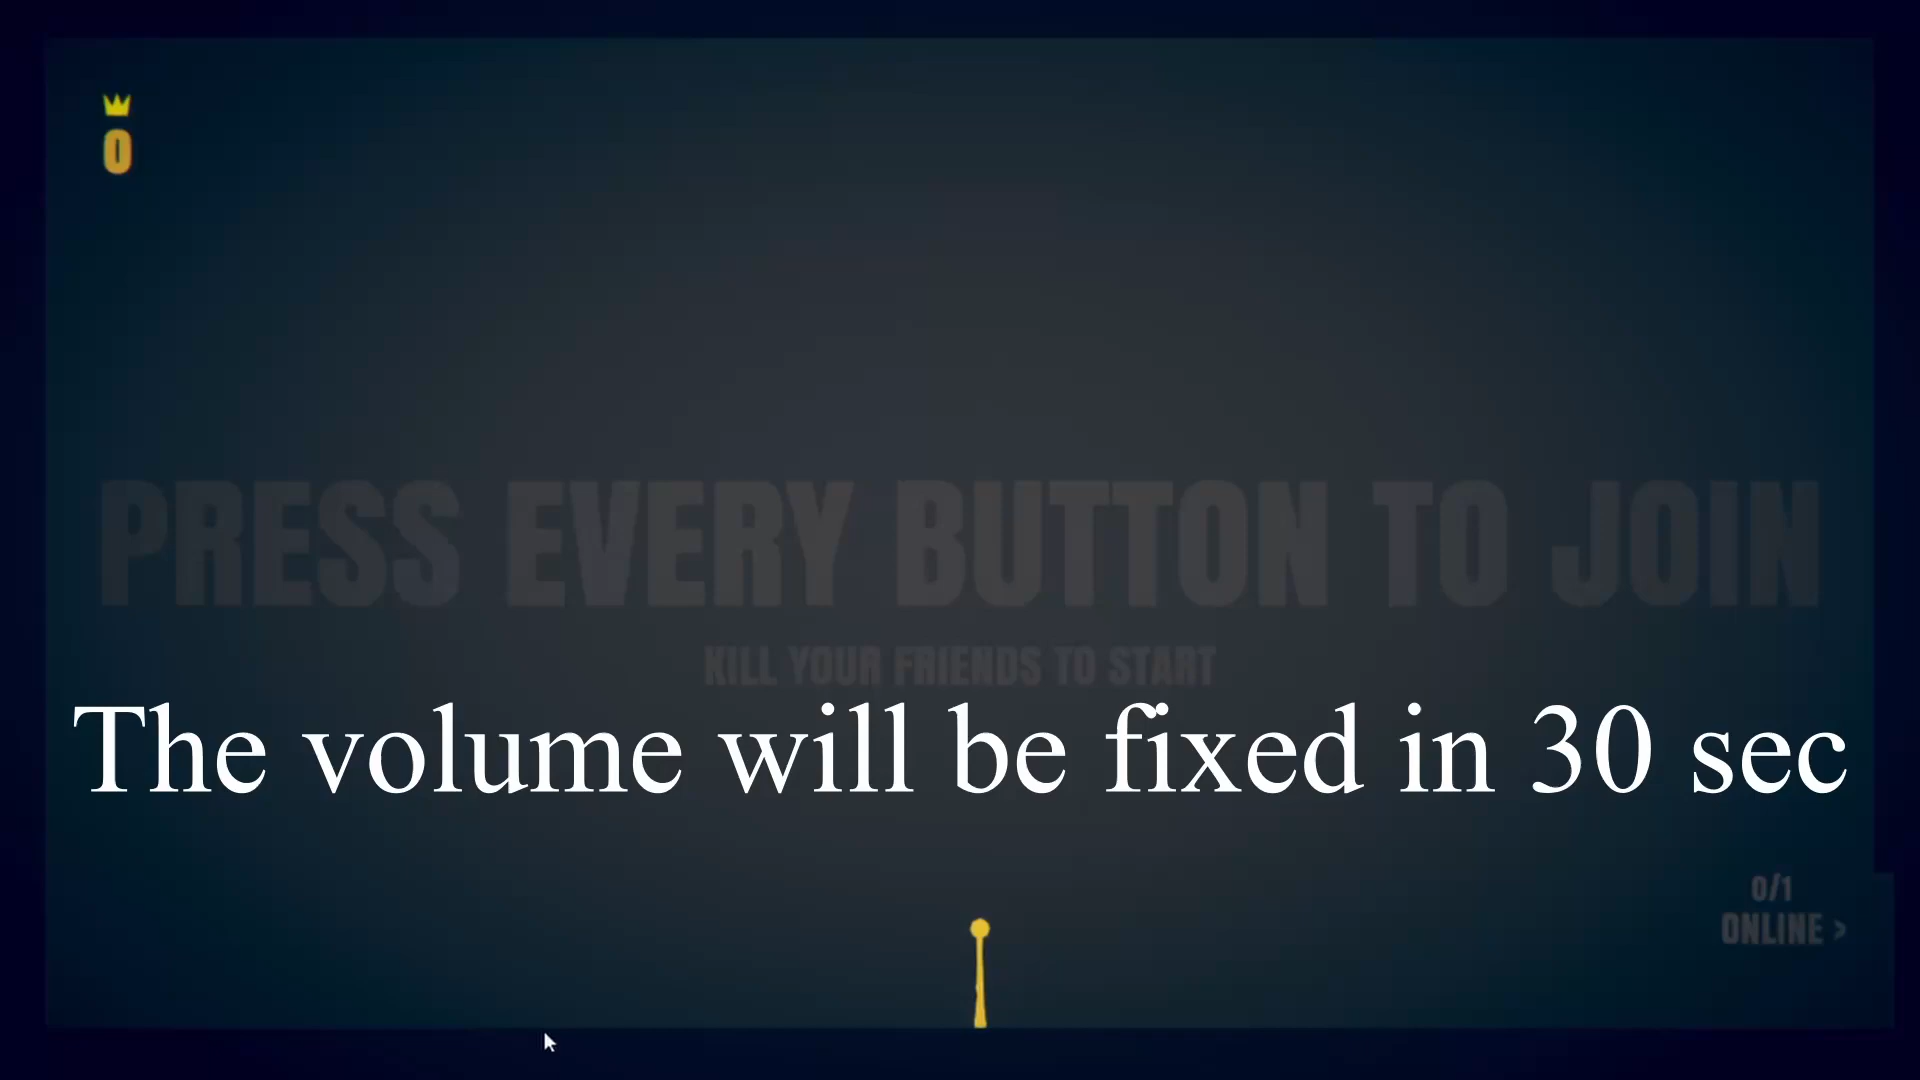 0
PRESS EVERY BUTTON TO JOIN
KILL YOUR FRIENDS TO START
The volume will be fixed in 30 sec
0/1
ONLINE >